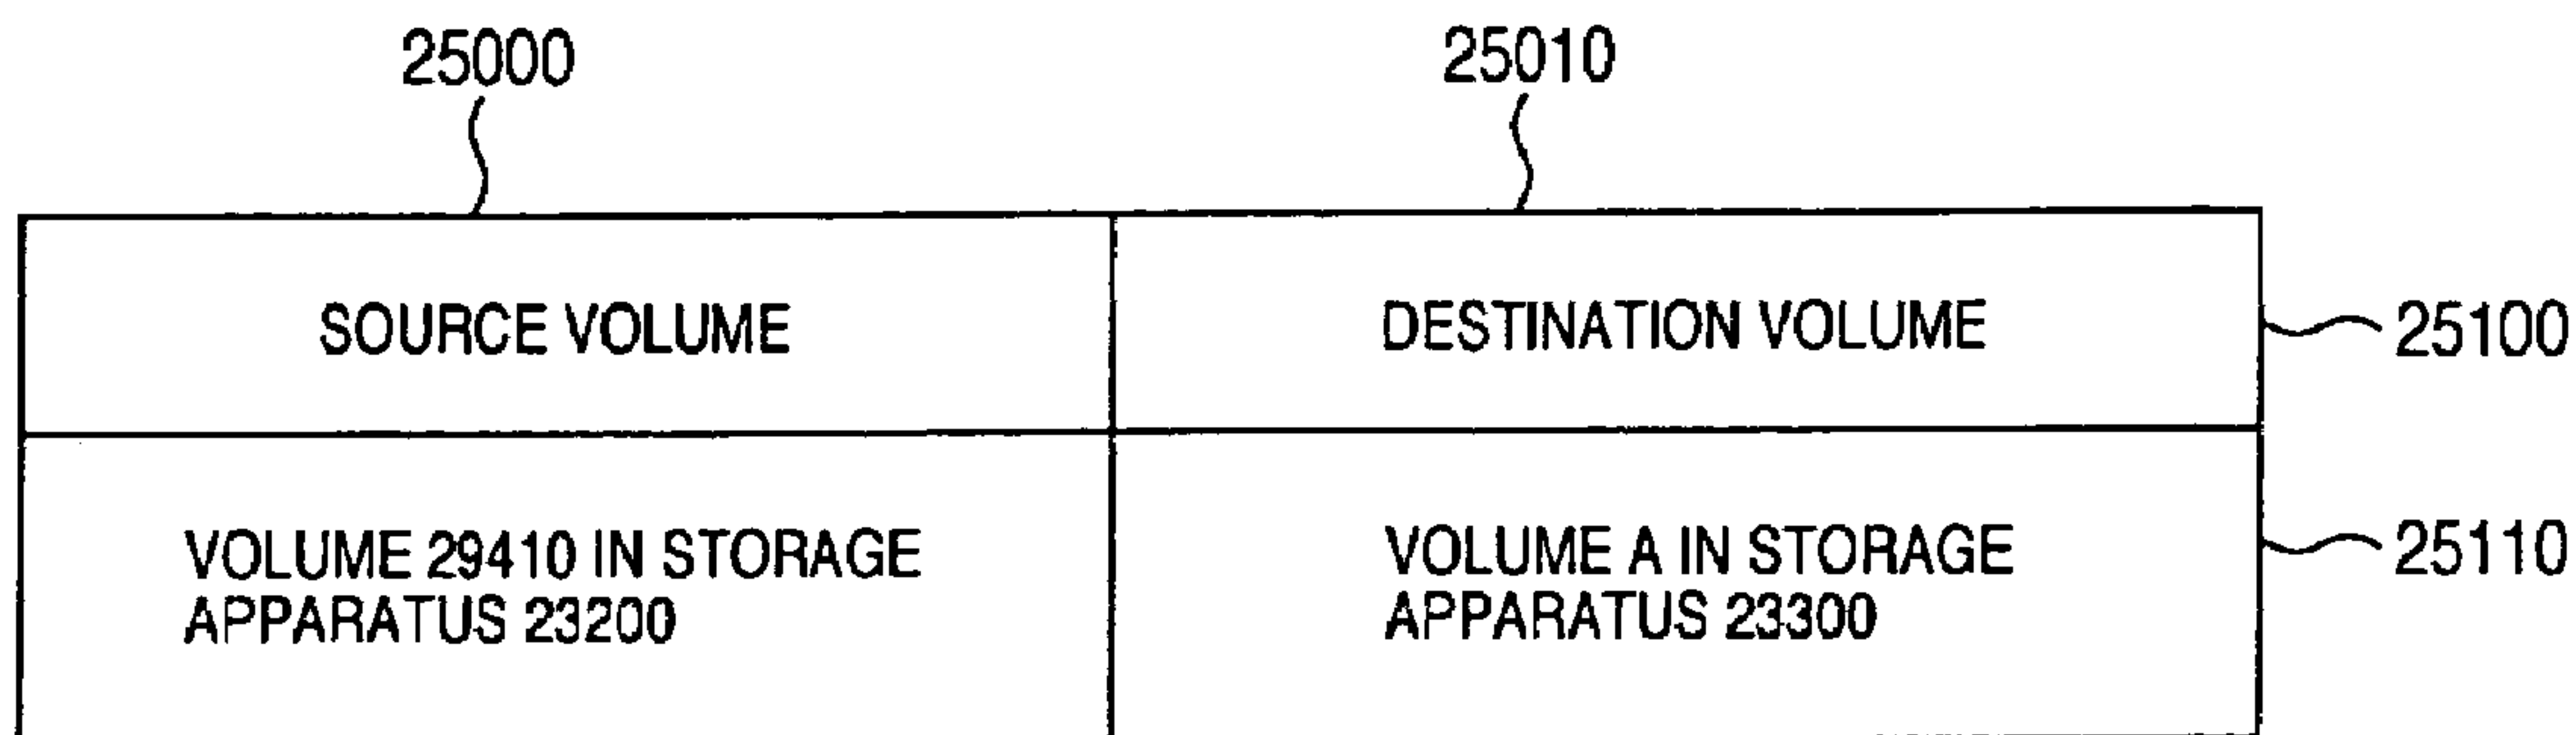 25000
25010
SOURCE VOLUME
DESTINATION VOLUME
25100
VOLUME 29410 IN STORAGE
APPARATUS 23200
VOLUME A IN STORAGE
APPARATUS 23300
25110